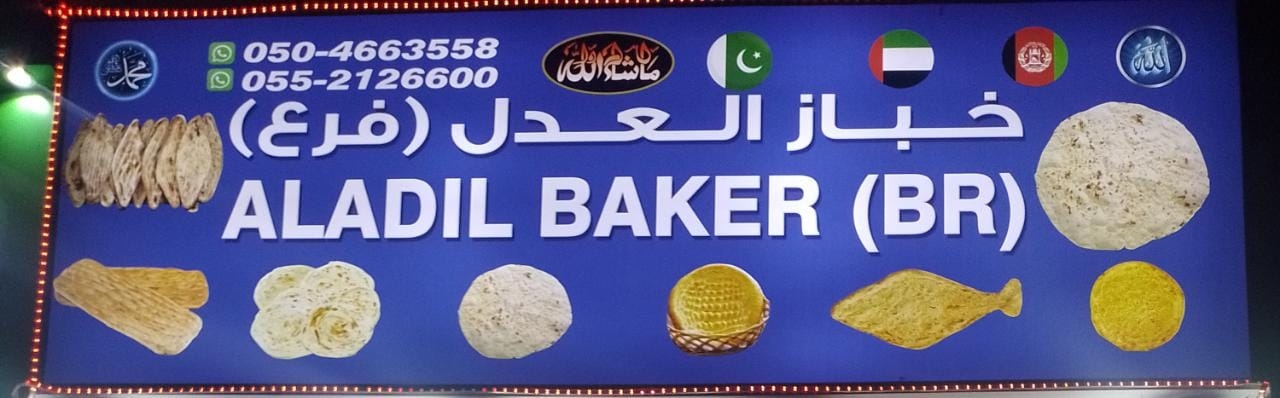 محمد
050-4663558
055-2126600
ماشاء الله
الله
خباز العدل (فرع)
ALADIL BAKER (BR)